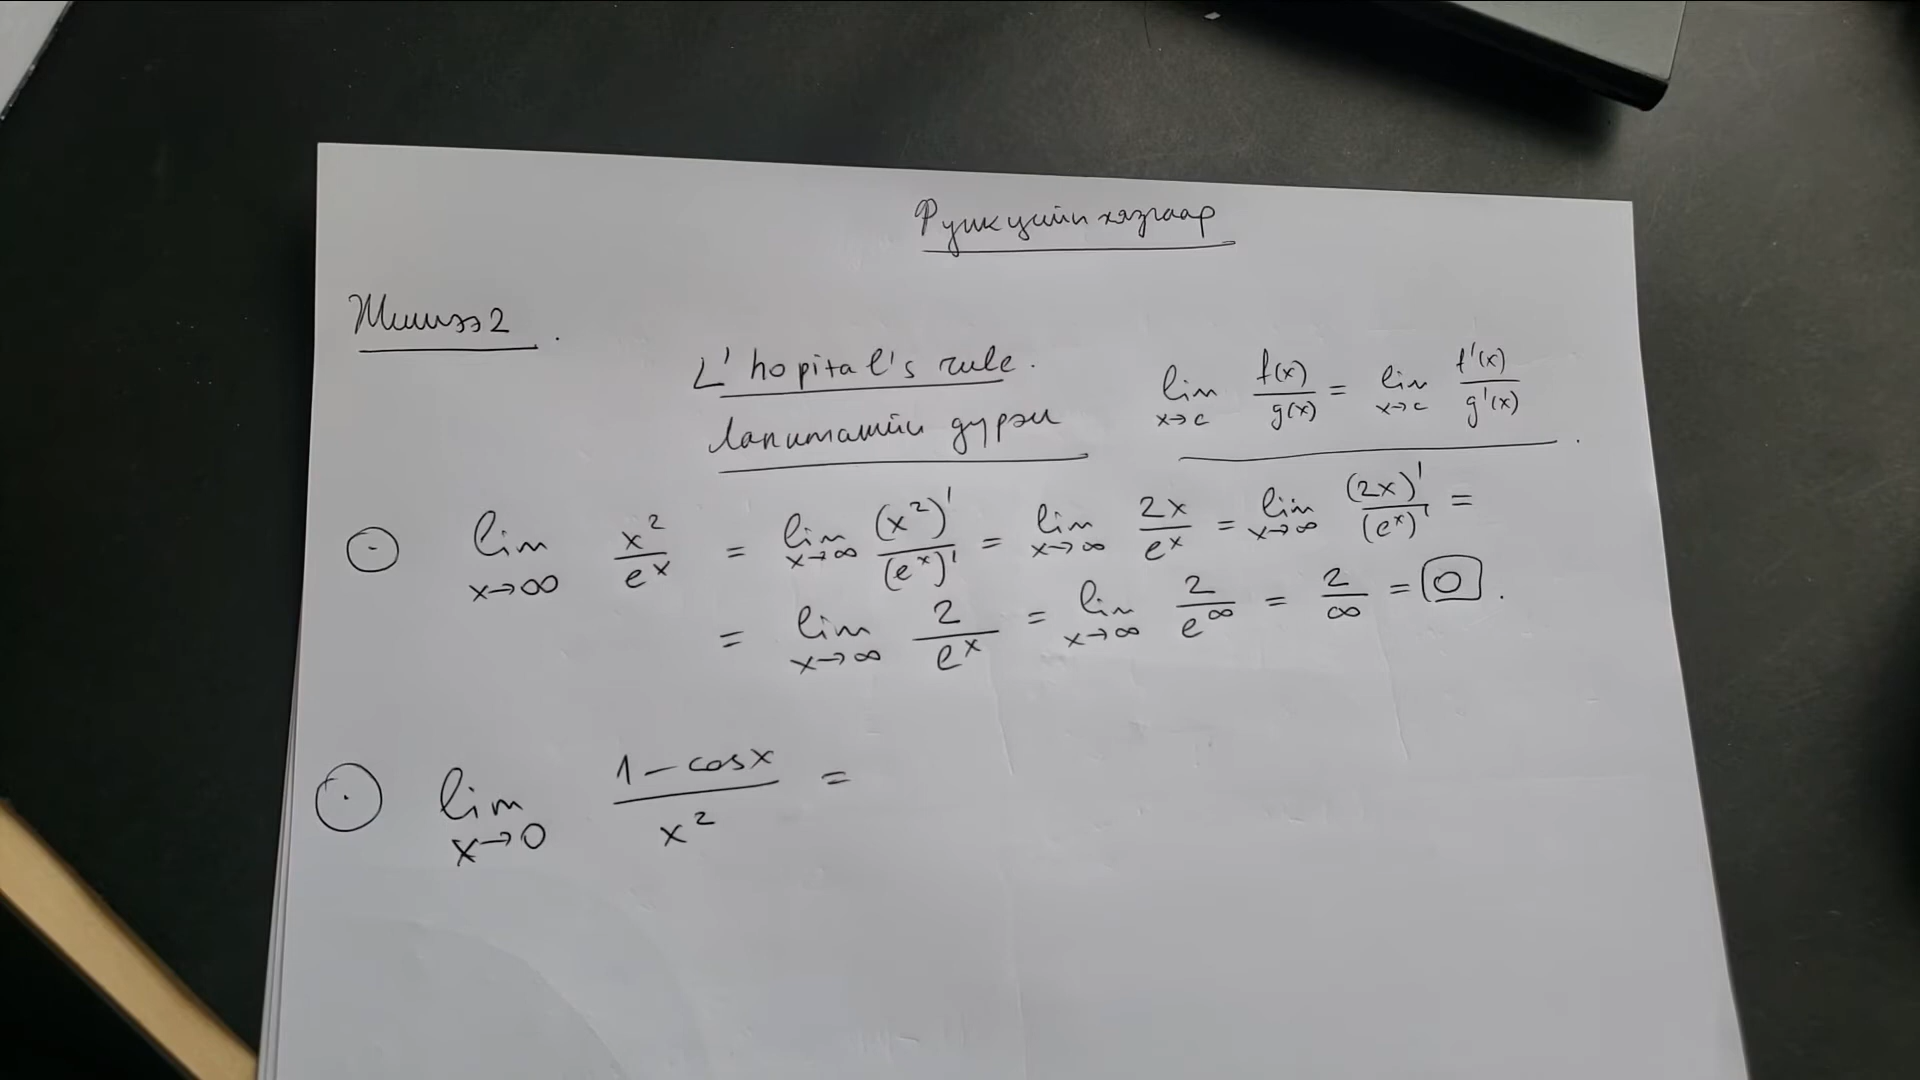 Функцийн хязгаар
Жишээ 2.
L'hopital's rule.
Лапиталийн дүрэм
lim x→c f(x)/g(x) = lim x→c f'(x)/g'(x).
lim x→∞ x²/eˣ = lim x→∞ (x²)'/(eˣ)' = lim x→∞ 2x/eˣ = lim x→∞ (2x)'/(eˣ)' =
= lim x→∞ 2/eˣ = lim x→∞ 2/e^∞ = 2/∞ = 0.
lim x→0 1-cosx/x² =